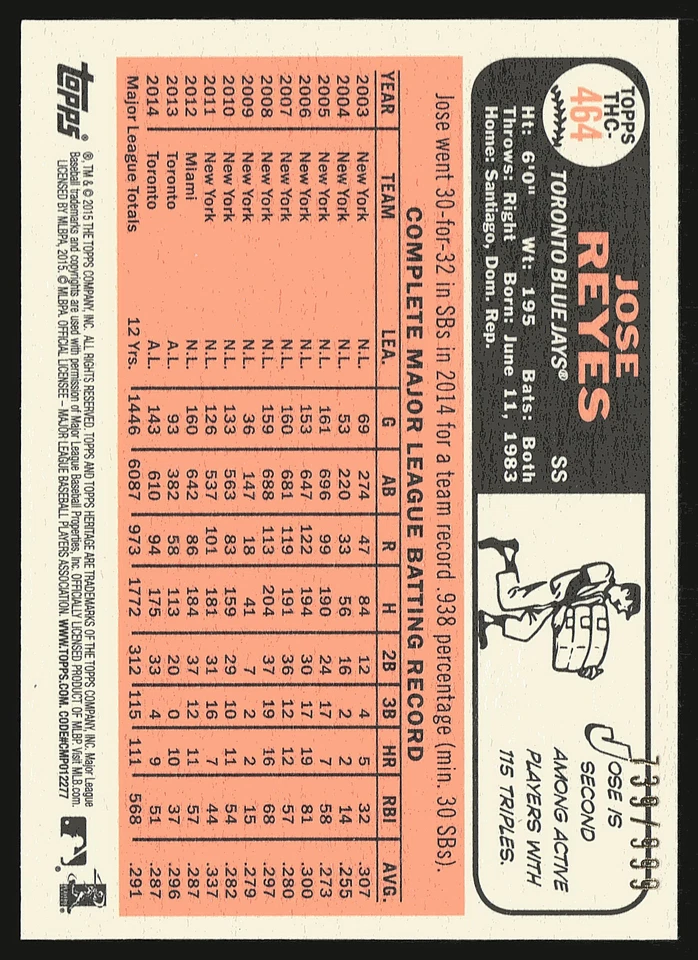 TOPPS
THC-
464
JOSE
REYES
TORONTO BLUE JAYS® SS
Ht: 6'0" Wt: 195 Bats: Both
Throws: Right Born: June 11, 1983
Home: Santiago, Dom. Rep.
739/999
JOSE IS
SECOND
AMONG ACTIVE
PLAYERS WITH
115 TRIPLES.
Jose went 30-for-32 in SBs in 2014 for a team record .938 percentage (min. 30 SBs).
COMPLETE MAJOR LEAGUE BATTING RECORD
YEAR TEAM LEA. G AB R H 2B 3B HR RBI AVG.
2003 New York N.L. 69 274 47 84 12 4 5 32 .307
2004 New York N.L. 53 220 33 56 16 2 2 14 .255
2005 New York N.L. 161 696 99 190 24 17 7 58 .273
2006 New York N.L. 153 647 122 194 30 17 19 81 .300
2007 New York N.L. 160 681 119 191 36 12 12 57 .280
2008 New York N.L. 159 688 113 204 37 19 16 68 .297
2009 New York N.L. 36 147 18 41 7 2 2 15 .279
2010 New York N.L. 133 563 83 159 29 10 11 54 .282
2011 New York N.L. 126 537 101 181 31 16 7 44 .337
2012 Miami N.L. 160 642 86 184 37 12 11 57 .287
2013 Toronto A.L. 93 382 58 113 20 0 10 37 .296
2014 Toronto A.L. 143 610 94 175 33 4 9 51 .287
Major League Totals 12 Yrs. 1446 6087 973 1772 312 115 111 568 .291
topps®
®, TM & © 2015 THE TOPPS COMPANY, INC. ALL RIGHTS RESERVED. TOPPS AND TOPPS HERITAGE ARE TRADEMARKS OF THE TOPPS COMPANY, INC. Major League
Baseball trademarks and copyrights are used with permission of Major League Baseball Properties, Inc. OFFICIALLY LICENSED PRODUCT OF MLBP. Visit MLB.com.
LICENSED BY MLBPA, 2015. © MLBPA. OFFICIAL LICENSEE – MAJOR LEAGUE BASEBALL PLAYERS ASSOCIATION. WWW.TOPPS.COM. CODE#CMP012277